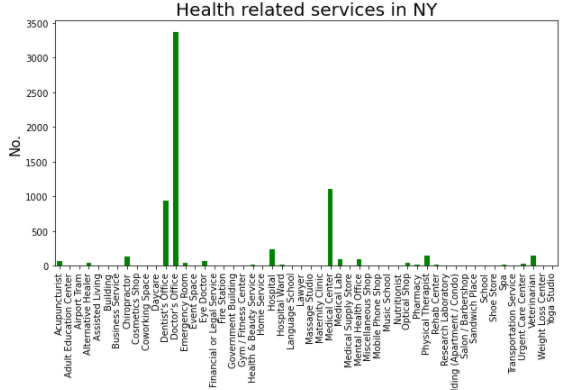 Health related services in NY
No.
3500
3000
2500
2000
1500
1000
500
0
Acupuncturist
Adult Education Center
Airport Tram
Alternative Healer
Assisted Living
Building
Business Service
Chiropractor
Cosmetics Shop
Coworking Space
Daycare
Dentist's Office
Doctor's Office
Emergency Room
Event Space
Eye Doctor
Financial or Legal Service
Fire Station
Government Building
Gym / Fitness Center
Health & Beauty Service
Home Service
Hospital
Hospital Ward
Language School
Lawyer
Massage Studio
Maternity Clinic
Medical Center
Medical Lab
Medical Supply Store
Mental Health Office
Miscellaneous Shop
Mobile Phone Shop
Music School
Nutritionist
Optical Shop
Pharmacy
Physical Therapist
Rehab Center
Research Laboratory
ding (Apartment / Condo)
Salon / Barbershop
Sandwich Place
School
Shoe Store
Spa
Transportation Service
Urgent Care Center
Veterinarian
Weight Loss Center
Yoga Studio